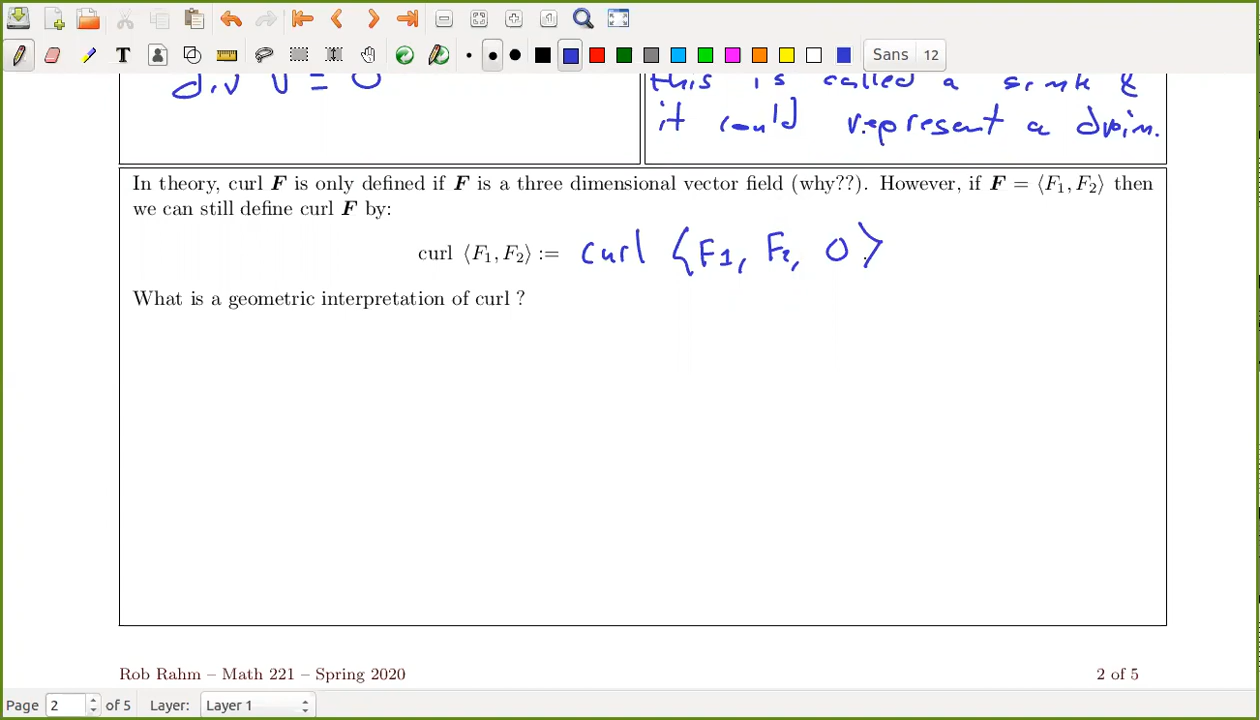 Sans 12
div v = 0
this is called a sink &
it could represent a drain.
In theory, curl F is only defined if F is a three dimensional vector field (why??). However, if F = ⟨F₁, F₂⟩ then
we can still define curl F by:
curl ⟨F₁, F₂⟩ := curl ⟨F1, F₂, 0⟩
What is a geometric interpretation of curl ?
Rob Rahm – Math 221 – Spring 2020
2 of 5
Page 2 of 5 Layer: Layer 1